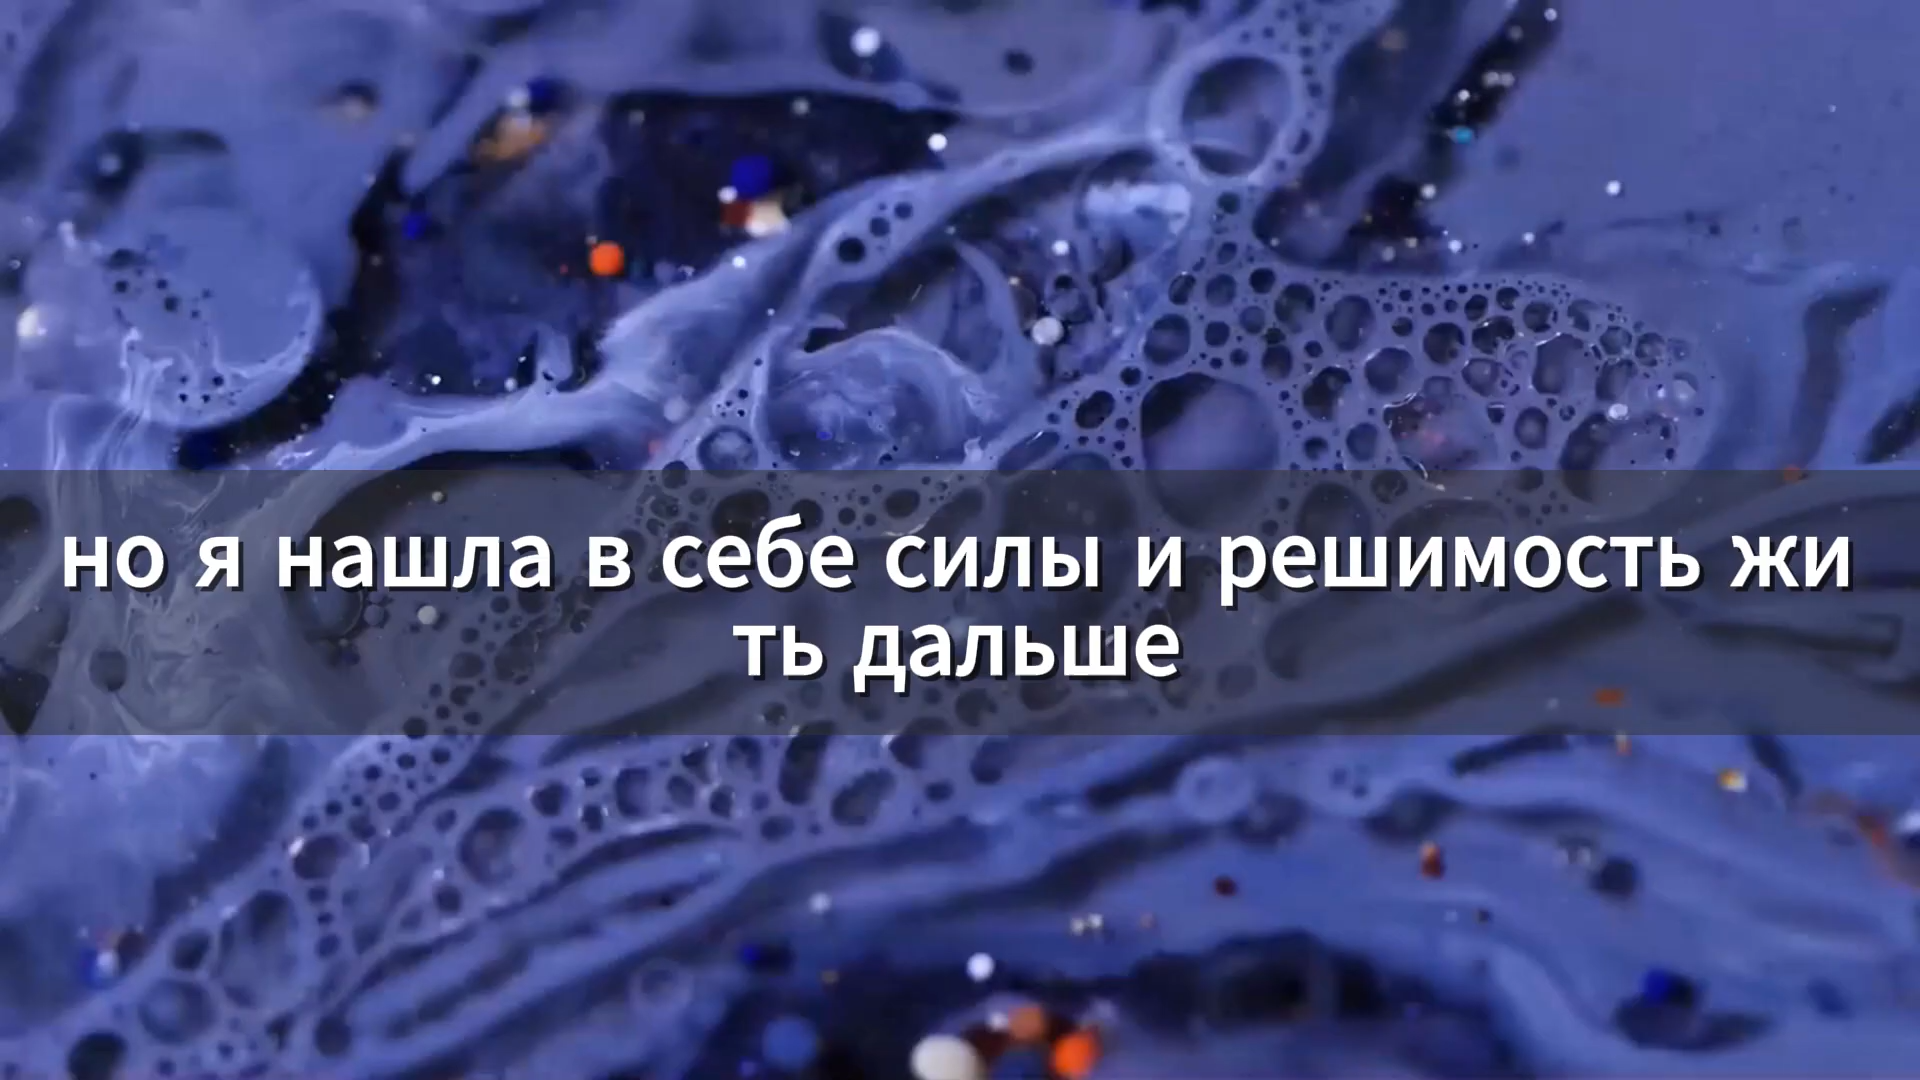 но я нашла в себе силы и решимость жи
ть дальше